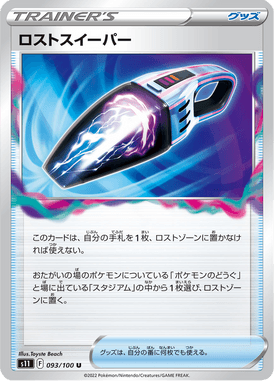 TRAINER'S
グッズ
ロストスイーパー
このカードは、自分の手札を1枚、ロストゾーンに置かなければ使えない。
おたがいの場のポケモンについている「ポケモンのどうぐ」と場に出ている「スタジアム」の中から1枚選び、ロストゾーンに置く。
Illus.Toyste Beach
s11 F 093/100 U
グッズは、自分の番に何枚でも使える。
©2022 Pokémon/Nintendo/Creatures/GAME FREAK.